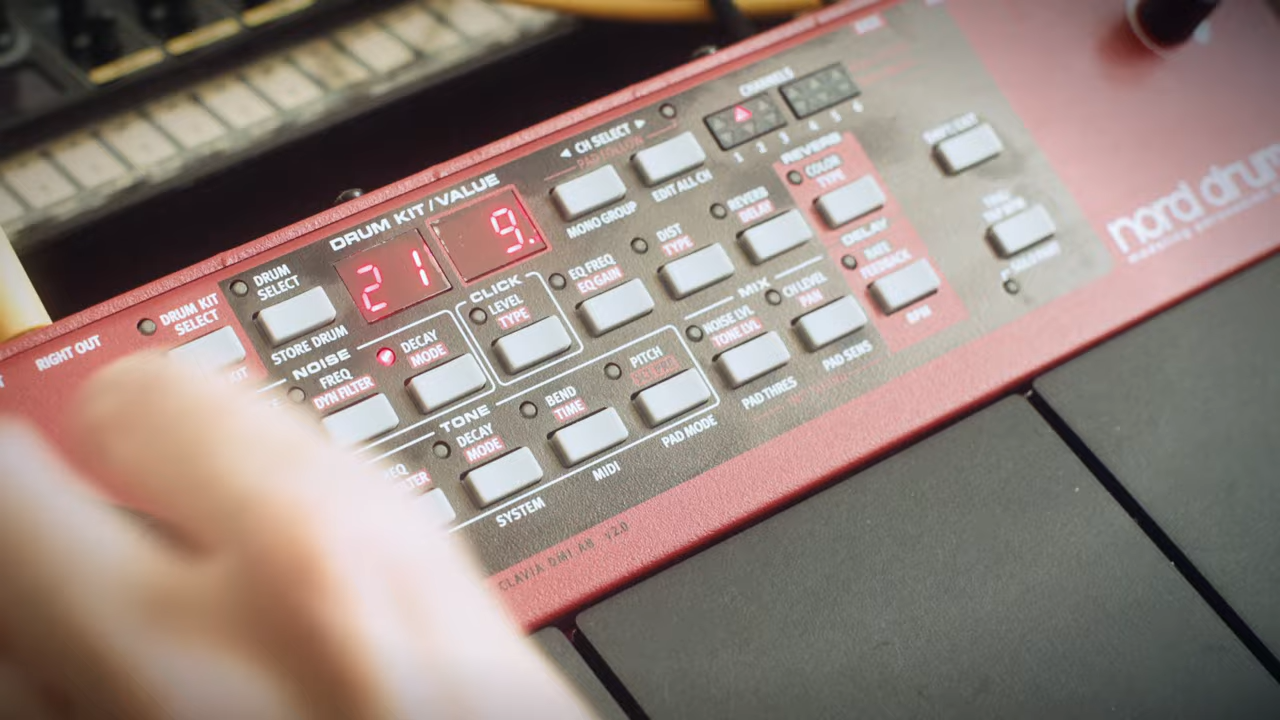 RIGHT OUT
DRUM KIT
SELECT
DRUM
SELECT
STORE DRUM
DRUM KIT / VALUE
21 9.
◄ CH SELECT ►
PAD FOLLOW
MONO GROUP
EDIT ALL CH
CHANNELS
1 2 3 4 5 6
NOISE
FREQ
DYN FILTER
DECAY
MODE
CLICK
LEVEL
TYPE
EQ FREQ
EQ GAIN
DIST
TYPE
REVERB
DELAY
REVERB
COLOR
TYPE
DELAY
RATE
FEEDBACK
BPM
TONE
DECAY
MODE
SYSTEM
BEND
TIME
MIDI
PITCH
PAD MODE
MIX
NOISE LVL
TONE LVL
PAD THRES
CH LEVEL
PAN
PAD SENS
nord drum
CLAVIA DMI AB V2.0